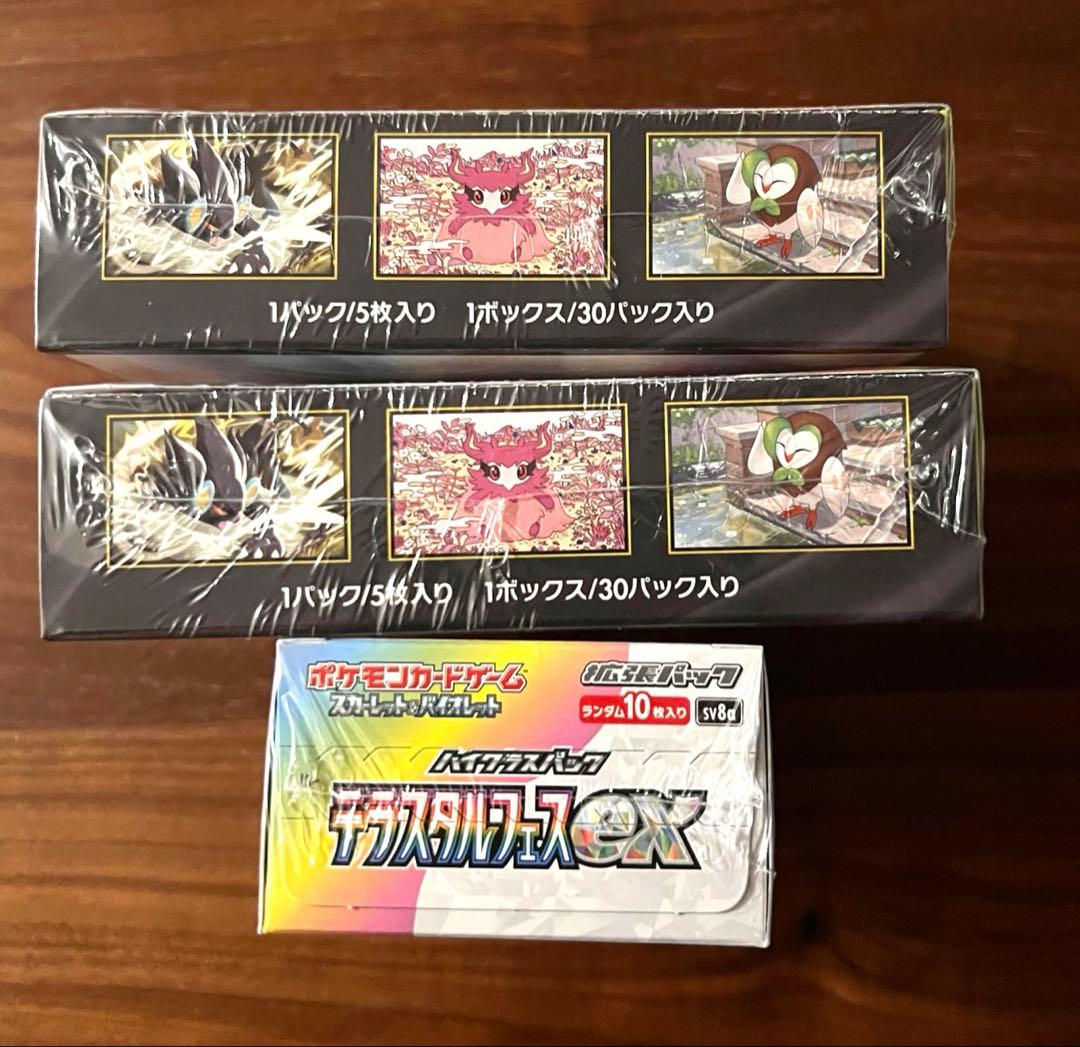 1パック/5枚入り 1ボックス/30パック入り
1パック/5枚入り 1ボックス/30パック入り
ポケモンカードゲーム 拡張パック
スカーレット&バイオレット ランダム10枚入り SV8a
ハイクラスパック
テラスタルフェスex